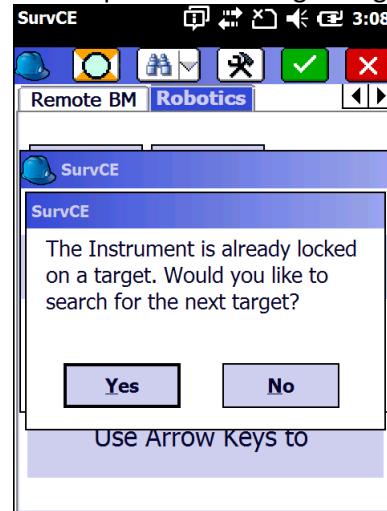 SurvCE 3:08
Remote BM Robotics
SurvCE
SurvCE
The Instrument is already locked
on a target. Would you like to
search for the next target?
Yes No
Use Arrow Keys to